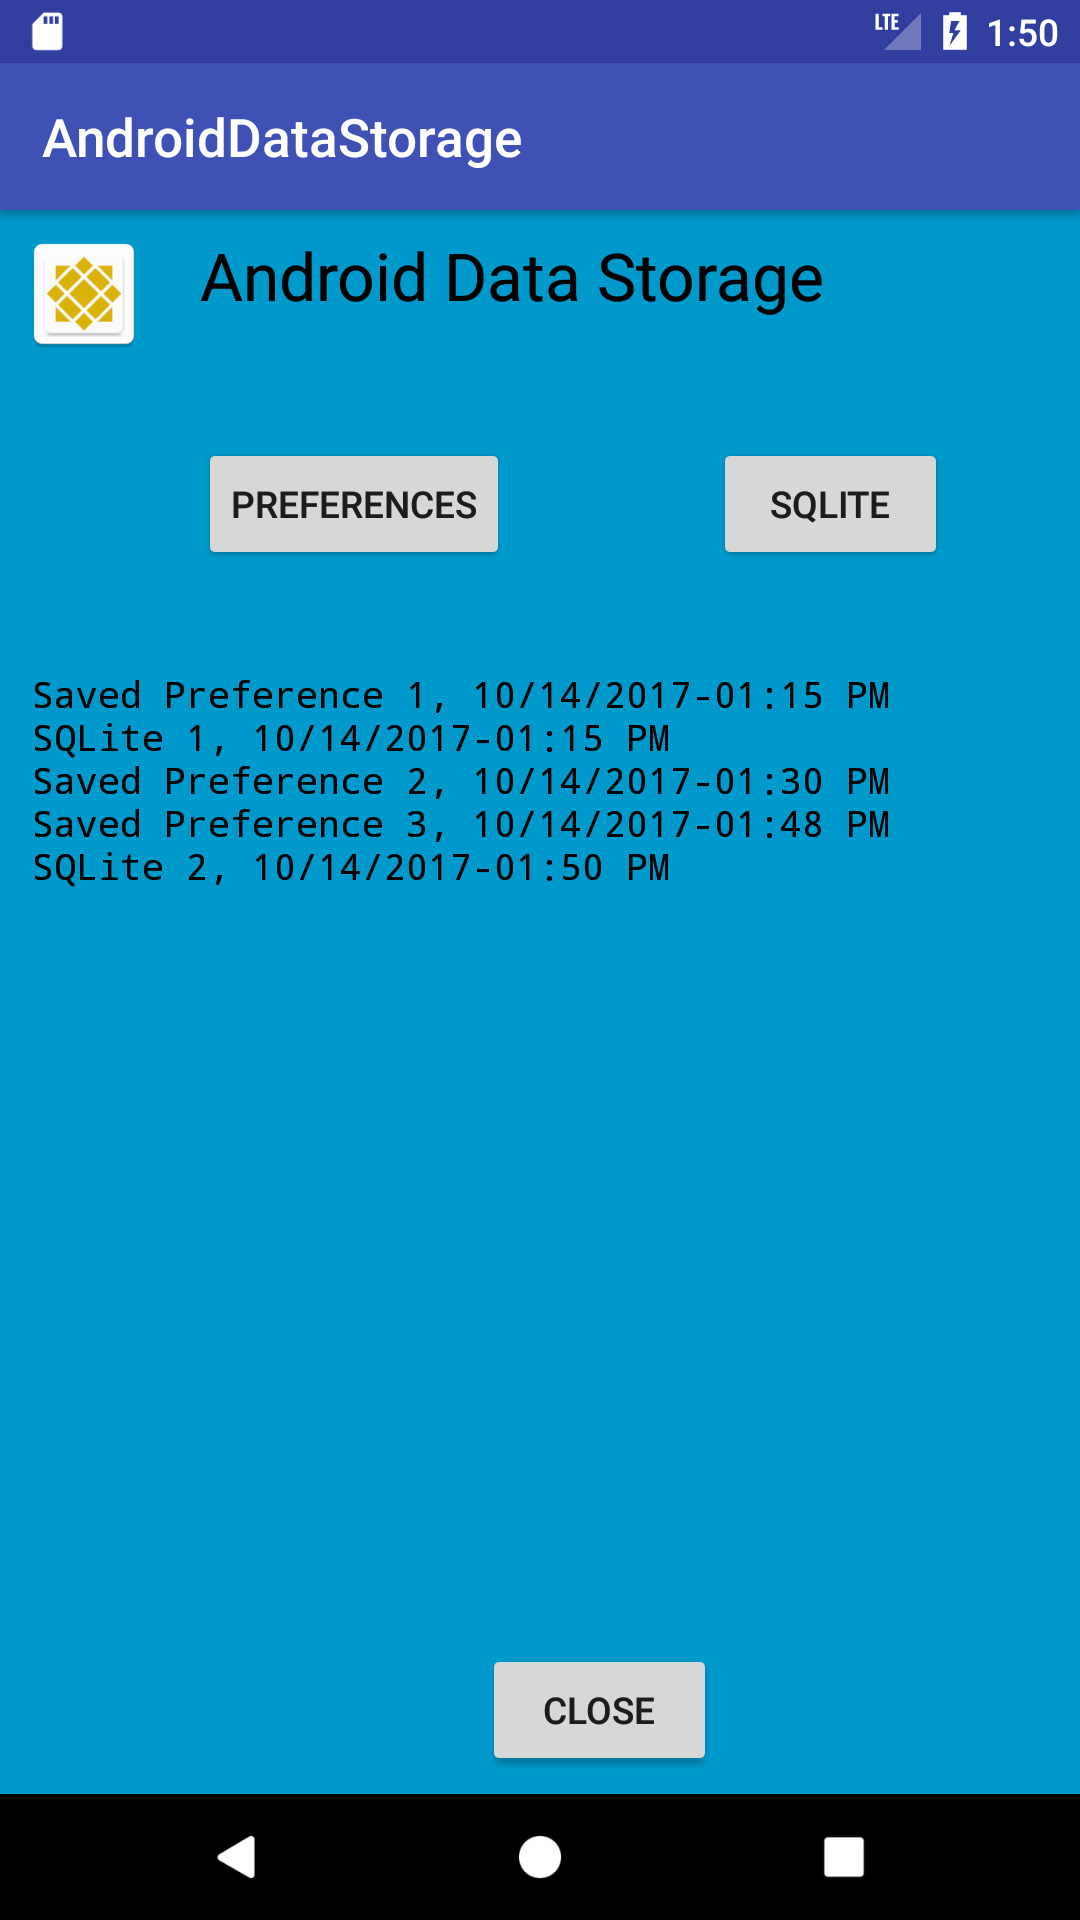 LTE 1:50
AndroidDataStorage
Android Data Storage
PREFERENCES SQLITE
Saved Preference 1, 10/14/2017-01:15 PM
SQLite 1, 10/14/2017-01:15 PM
Saved Preference 2, 10/14/2017-01:30 PM
Saved Preference 3, 10/14/2017-01:48 PM
SQLite 2, 10/14/2017-01:50 PM
CLOSE